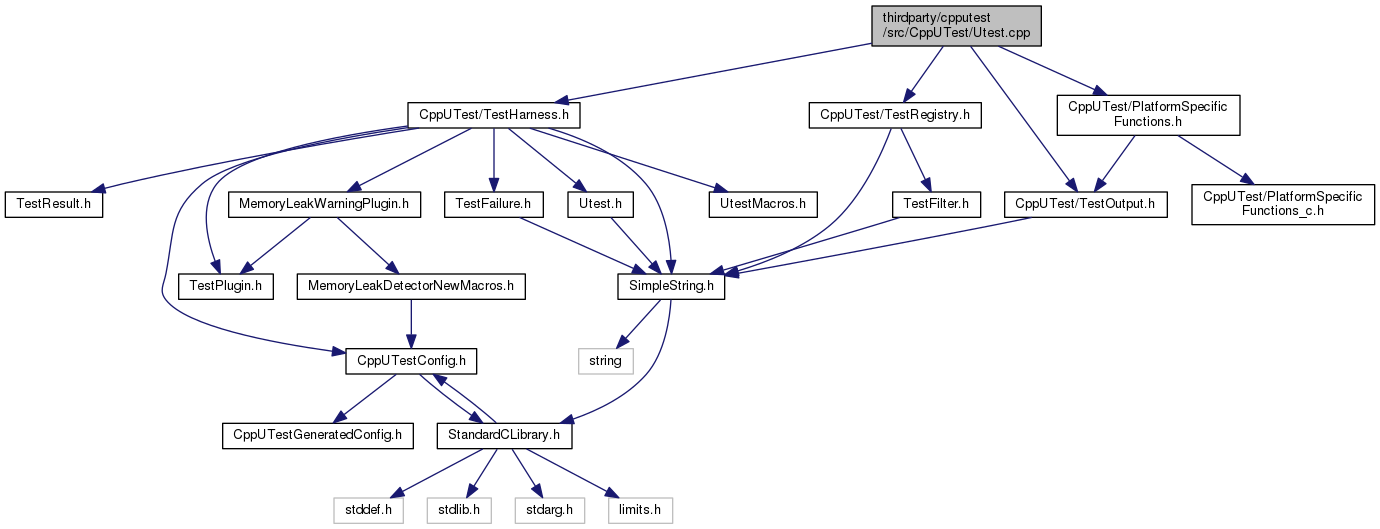 thirdparty/cpputest
/src/CppUTest/Utest.cpp
CppUTest/TestHarness.h
CppUTest/TestRegistry.h
CppUTest/PlatformSpecific
Functions.h
TestResult.h
MemoryLeakWarningPlugin.h
TestFailure.h
Utest.h
UtestMacros.h
TestFilter.h
CppUTest/TestOutput.h
CppUTest/PlatformSpecific
Functions_c.h
TestPlugin.h
MemoryLeakDetectorNewMacros.h
SimpleString.h
CppUTestConfig.h
string
CppUTestGeneratedConfig.h
StandardCLibrary.h
stddef.h
stdlib.h
stdarg.h
limits.h